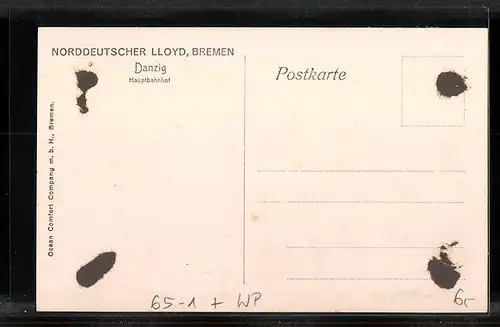 NORDDEUTSCHER LLOYD, BREMEN
Danzig
Hauptbahnhof
Postkarte
Ocean Comfort Company m. b. H., Bremen.
65-1 + WP
6,-